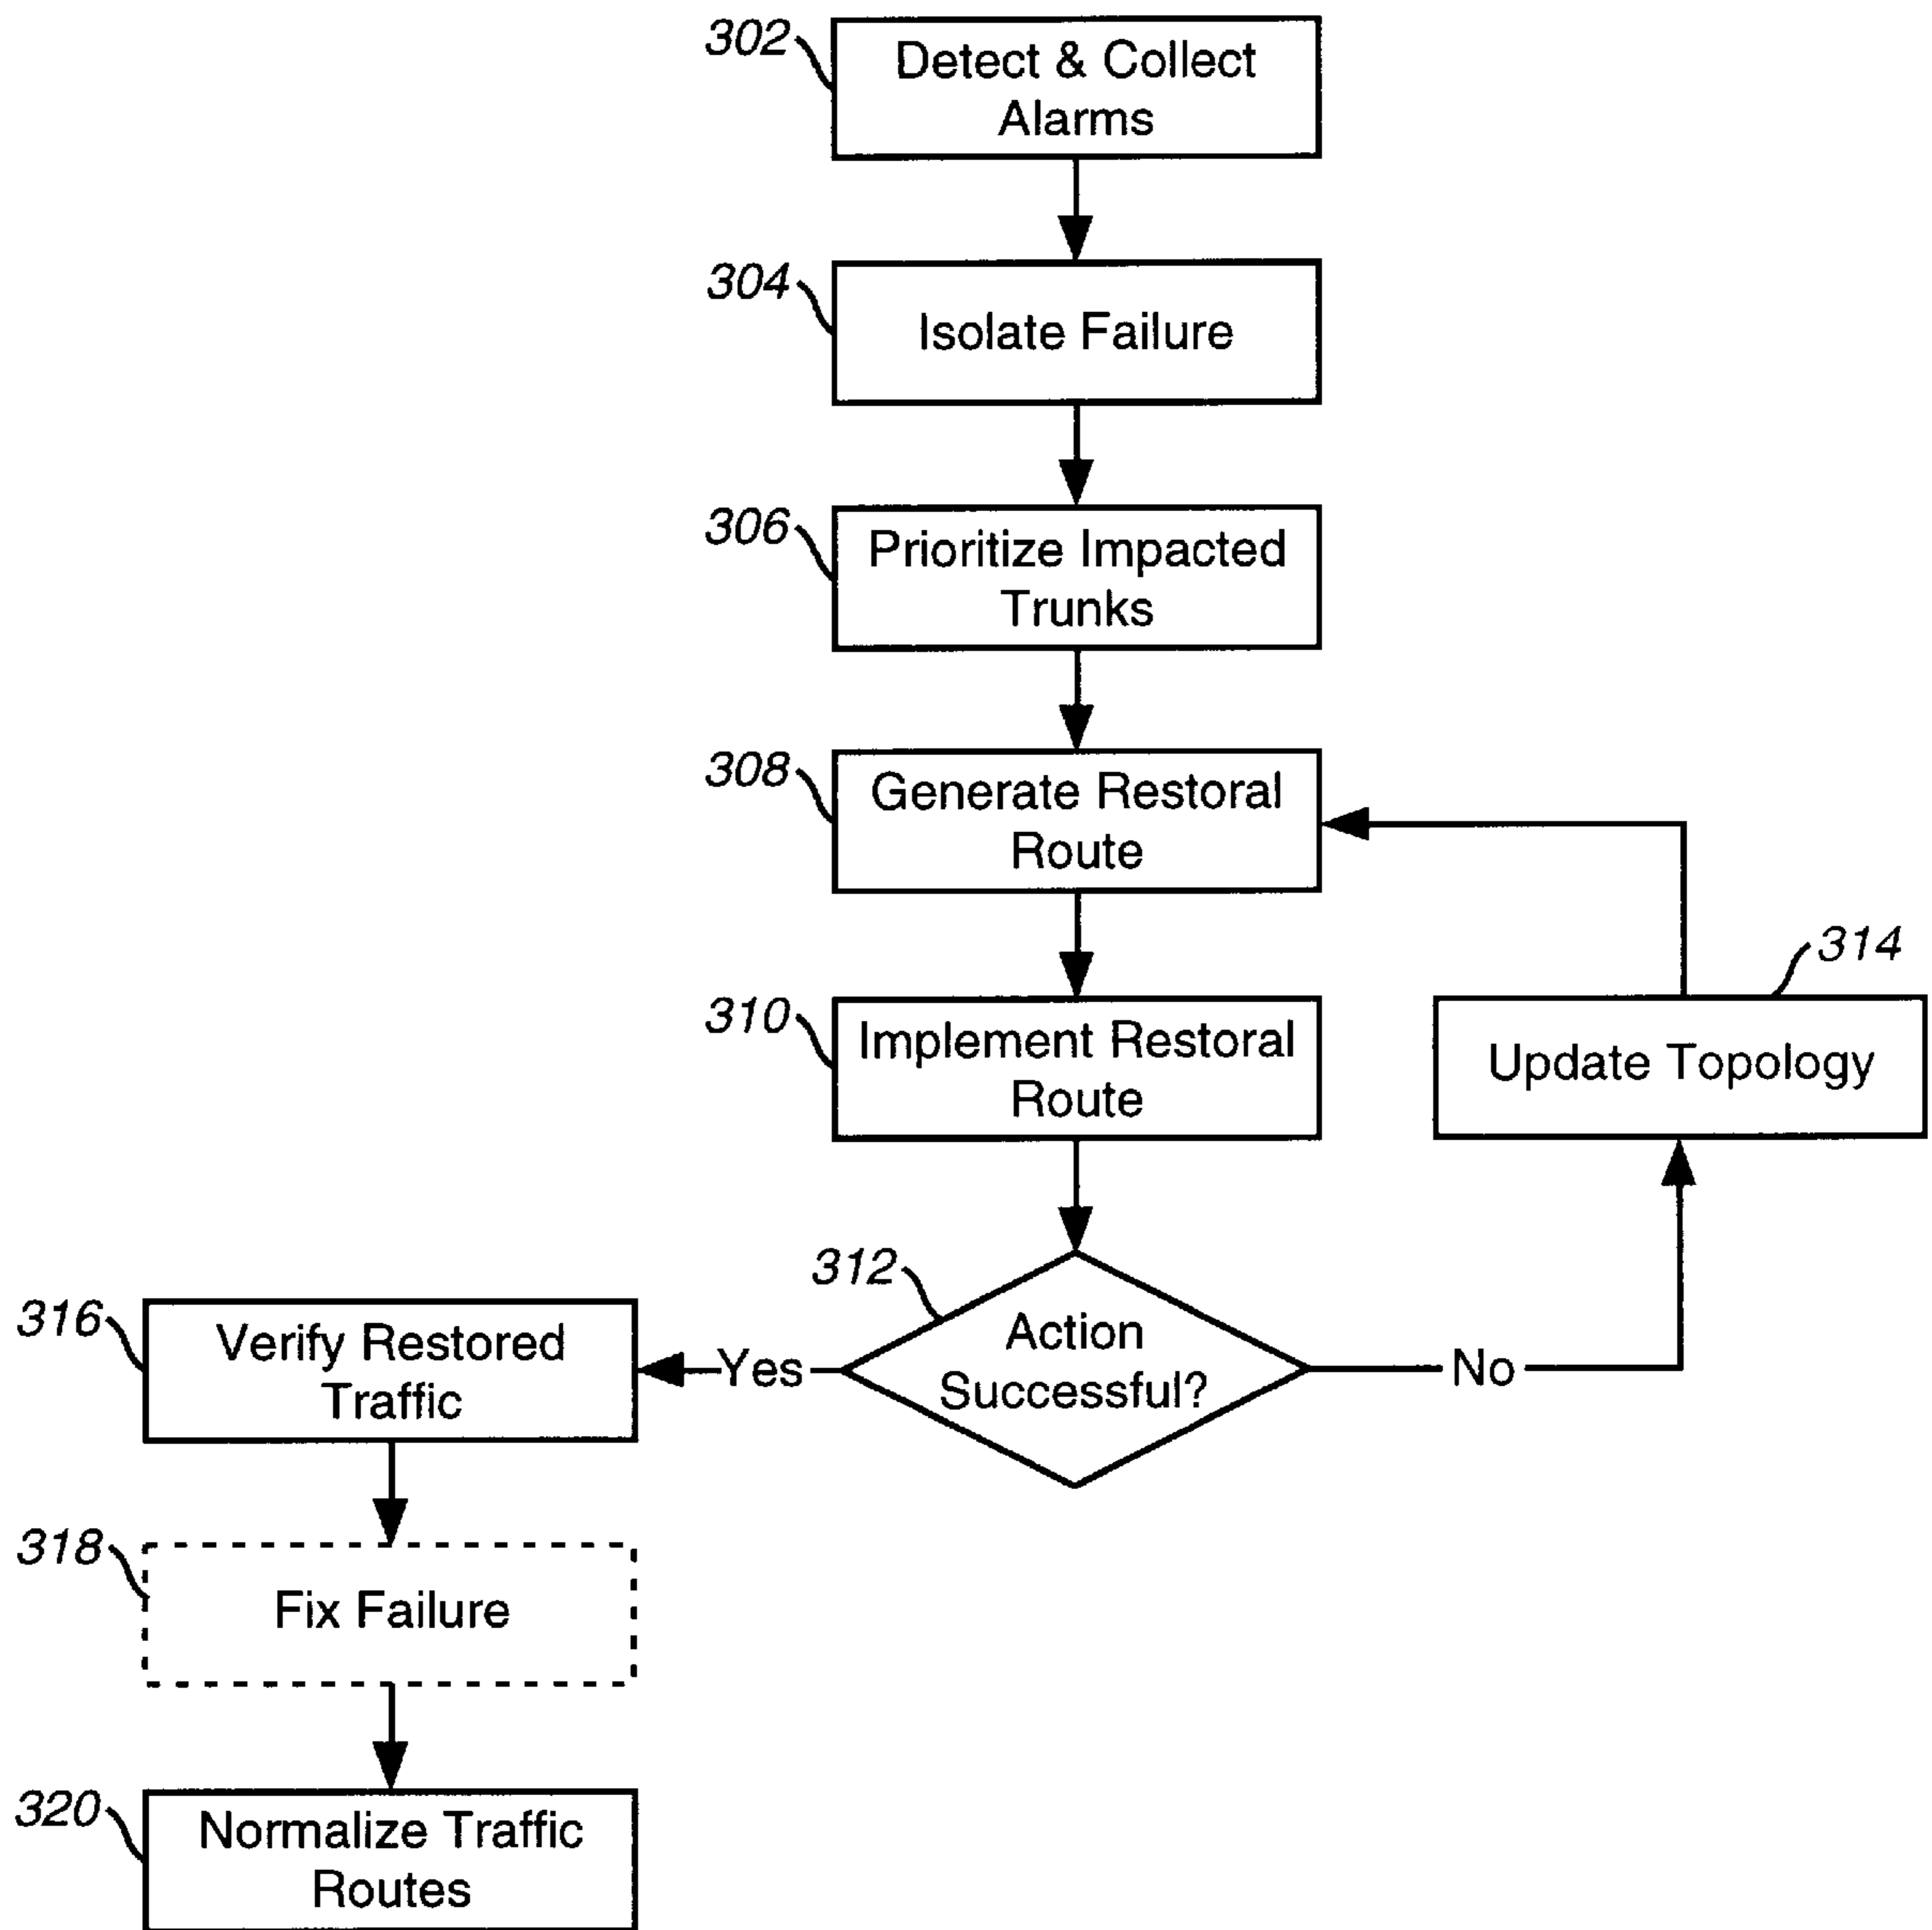 302
Detect & Collect
Alarms
304
Isolate Failure
306
Prioritize Impacted
Trunks
308
Generate Restoral
Route
310
Implement Restoral
Route
314
Update Topology
312
Action
Successful?
Yes
No
316
Verify Restored
Traffic
318
Fix Failure
320
Normalize Traffic
Routes